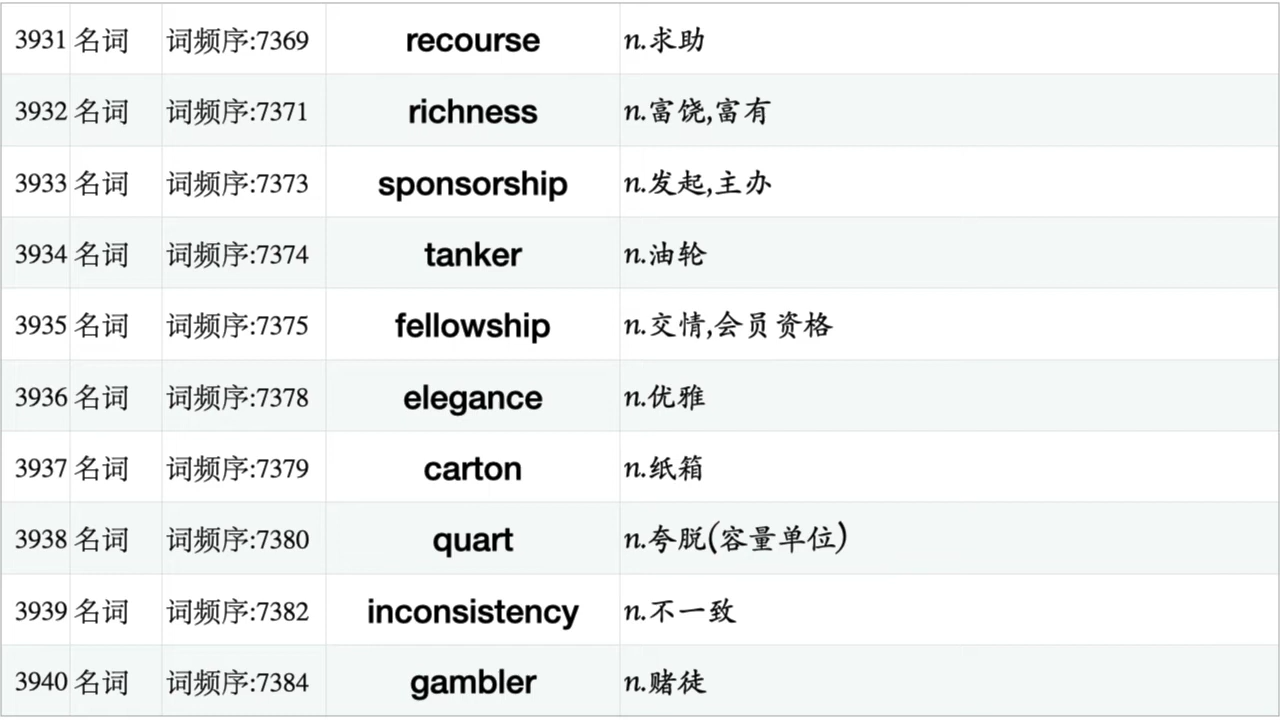 3931 名词 词频序:7369 recourse n.求助
3932 名词 词频序:7371 richness n.富饶,富有
3933 名词 词频序:7373 sponsorship n.发起,主办
3934 名词 词频序:7374 tanker n.油轮
3935 名词 词频序:7375 fellowship n.交情,会员资格
3936 名词 词频序:7378 elegance n.优雅
3937 名词 词频序:7379 carton n.纸箱
3938 名词 词频序:7380 quart n.夸脱(容量单位)
3939 名词 词频序:7382 inconsistency n.不一致
3940 名词 词频序:7384 gambler n.赌徒